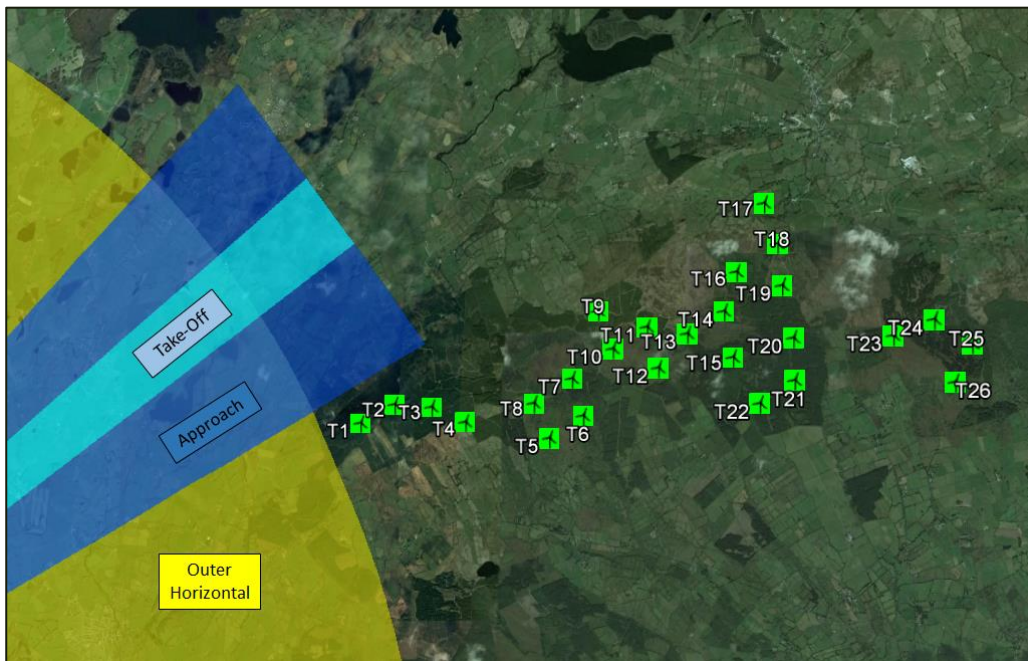 T17
T18
T16
T19
T9
T14
T11
T13
T24
T10
T20
T23
T25
Take-Off
T12
T15
T7
T26
T21
T2
T3
T8
T22
T1
T4
T6
T5
Approach
Outer
Horizontal